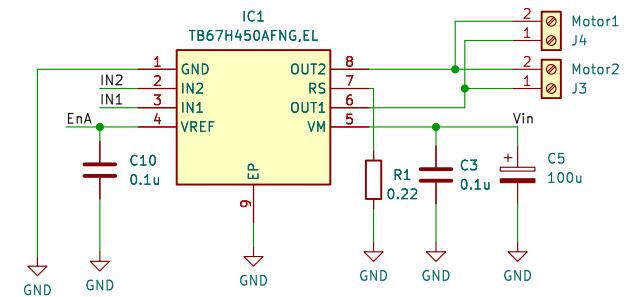 IC1
TB67H450AFNG,EL
1 GND
2 IN2
3 IN1
4 VREF
OUT2 8
RS 7
OUT1 6
VM 5
EP
9
IN2
IN1
EnA
Vin
2 Motor1
1 J4
2 Motor2
1 J3
C10
0.1u
R1
0.22
C3
0.1u
+
C5
100u
GND
GND
GND
GND
GND
GND